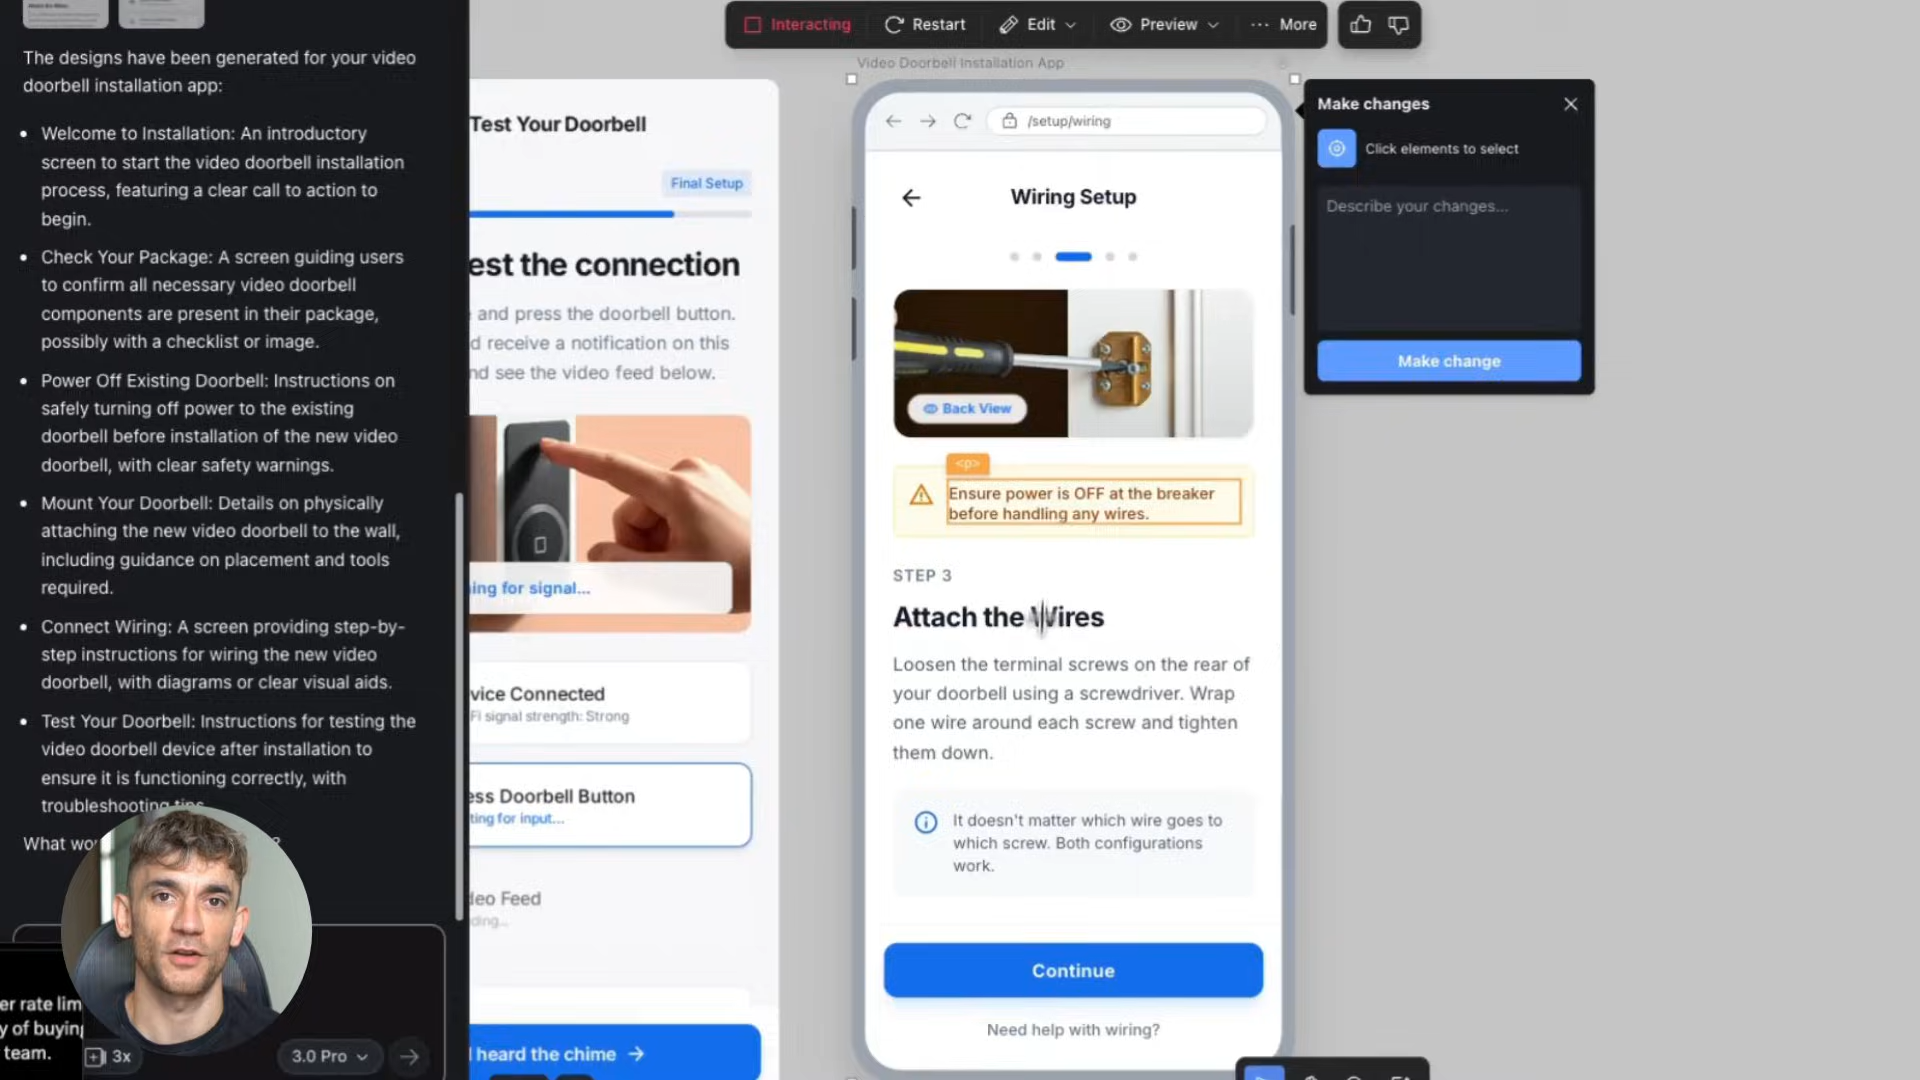 The designs have been generated for your video
doorbell installation app:
• Welcome to Installation: An introductory
screen to start the video doorbell installation
process, featuring a clear call to action to
begin.
• Check Your Package: A screen guiding users
to confirm all necessary video doorbell
components are present in their package,
possibly with a checklist or image.
• Power Off Existing Doorbell: Instructions on
safely turning off power to the existing
doorbell before installation of the new video
doorbell, with clear safety warnings.
• Mount Your Doorbell: Details on physically
attaching the new video doorbell to the wall,
including guidance on placement and tools
required.
• Connect Wiring: A screen providing step-by-
step instructions for wiring the new video
doorbell, with diagrams or clear visual aids.
• Test Your Doorbell: Instructions for testing the
video doorbell device after installation to
ensure it is functioning correctly, with
troubleshooting tips.
What
er rate lim
y of buying
team.
3x
3.0 Pro
Test Your Doorbell
Final Setup
est the connection
and press the doorbell button.
d receive a notification on this
nd see the video feed below.
ing for signal...
vice Connected
Fi signal strength: Strong
ess Doorbell Button
ting for input...
deo Feed
ding...
I heard the chime →
Interacting
Restart
Edit
Preview
More
Video Doorbell Installation App
/setup/wiring
Wiring Setup
Back View
<p>
Ensure power is OFF at the breaker
before handling any wires.
STEP 3
Attach the Wires
Loosen the terminal screws on the rear of
your doorbell using a screwdriver. Wrap
one wire around each screw and tighten
them down.
It doesn't matter which wire goes to
which screw. Both configurations
work.
Continue
Need help with wiring?
Make changes
Click elements to select
Describe your changes...
Make change